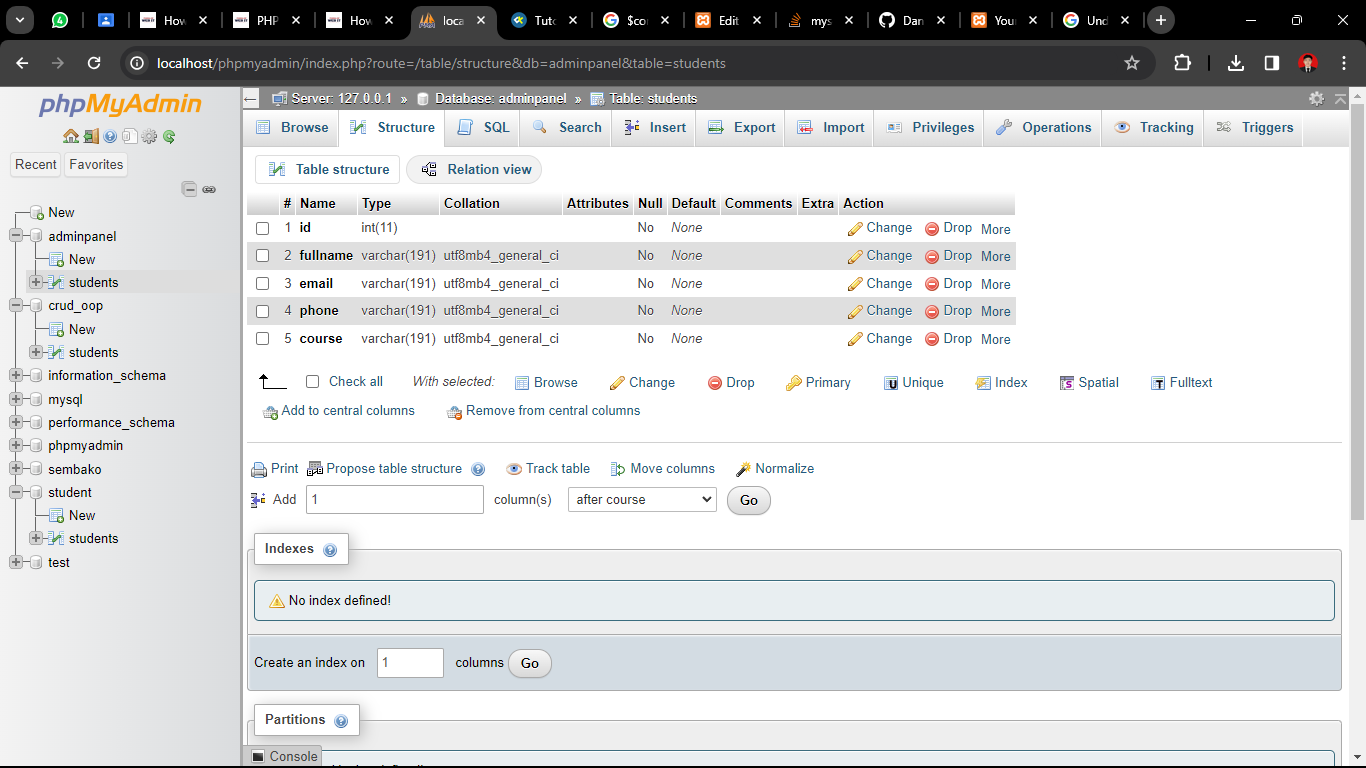 How
PHP
How
loca
Tuto
$cor
Edit
mys
Dan
You
Und
localhost/phpmyadmin/index.php?route=/table/structure&db=adminpanel&table=students
phpMyAdmin
Recent Favorites
New
adminpanel
New
students
crud_oop
New
students
information_schema
mysql
performance_schema
phpmyadmin
sembako
student
New
students
test
Server: 127.0.0.1 » Database: adminpanel » Table: students
Browse Structure SQL Search Insert Export Import Privileges Operations Tracking Triggers
Table structure Relation view
# Name Type Collation Attributes Null Default Comments Extra Action
1 id int(11) No None Change Drop More
2 fullname varchar(191) utf8mb4_general_ci No None Change Drop More
3 email varchar(191) utf8mb4_general_ci No None Change Drop More
4 phone varchar(191) utf8mb4_general_ci No None Change Drop More
5 course varchar(191) utf8mb4_general_ci No None Change Drop More
Check all With selected: Browse Change Drop Primary Unique Index Spatial Fulltext
Add to central columns Remove from central columns
Print Propose table structure Track table Move columns Normalize
Add 1 column(s) after course Go
Indexes
No index defined!
Create an index on 1 columns Go
Partitions
Console